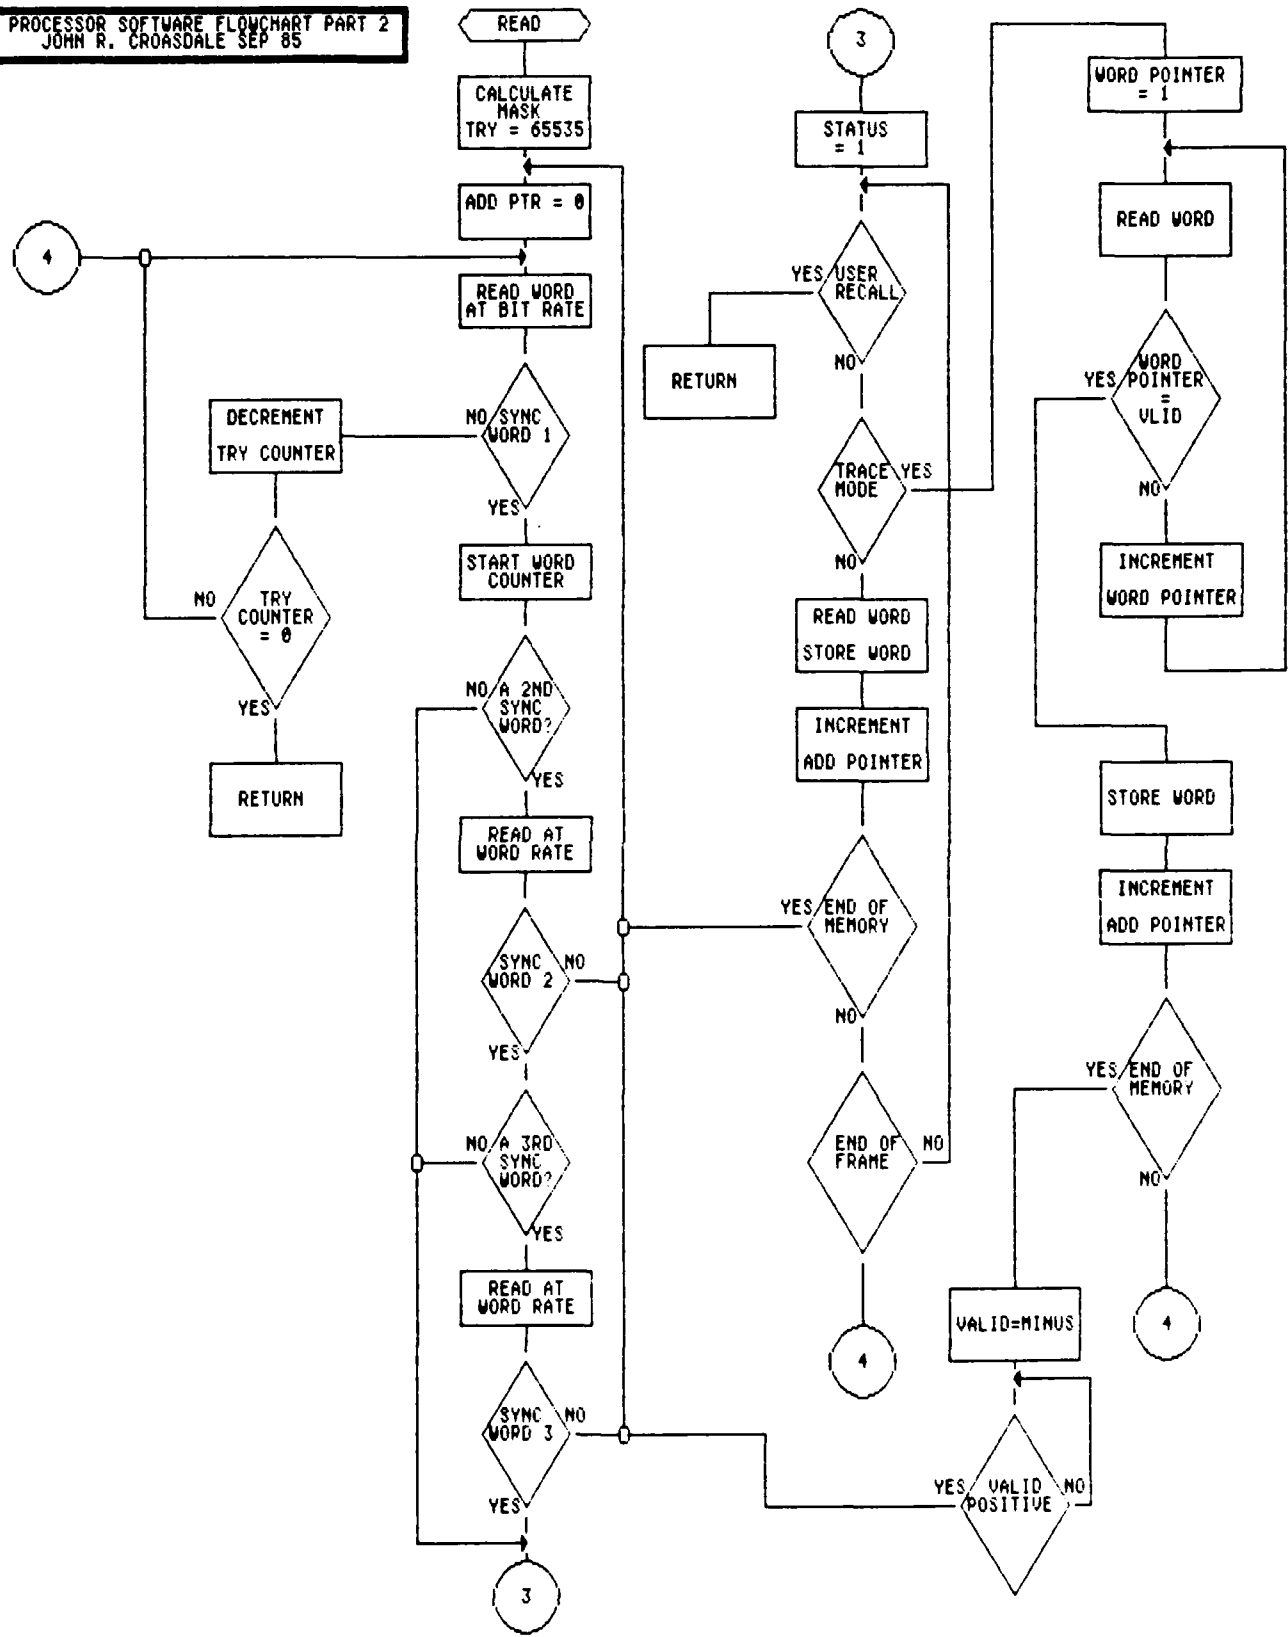 PROCESSOR SOFTWARE FLOWCHART PART 2
JOHN R. CROASDALE SEP 85
READ
CALCULATE
MASK
TRY = 65535
ADD PTR = 0
4
READ WORD
AT BIT RATE
NO
SYNC
WORD 1
YES
DECREMENT
TRY COUNTER
NO
TRY
COUNTER
= 0
YES
RETURN
START WORD
COUNTER
NO
A 2ND
SYNC
WORD?
YES
READ AT
WORD RATE
SYNC
WORD 2
NO
YES
NO
A 3RD
SYNC
WORD?
YES
READ AT
WORD RATE
SYNC
WORD 3
NO
YES
3
3
STATUS
= 1
YES
USER
RECALL
NO
RETURN
TRACE
MODE
YES
NO
READ WORD
STORE WORD
INCREMENT
ADD POINTER
YES
END OF
MEMORY
NO
END OF
FRAME
NO
4
WORD POINTER
= 1
READ WORD
YES
WORD
POINTER
=
VLID
NO
INCREMENT
WORD POINTER
STORE WORD
INCREMENT
ADD POINTER
YES
END OF
MEMORY
NO
4
VALID=MINUS
YES
VALID
POSITIVE
NO